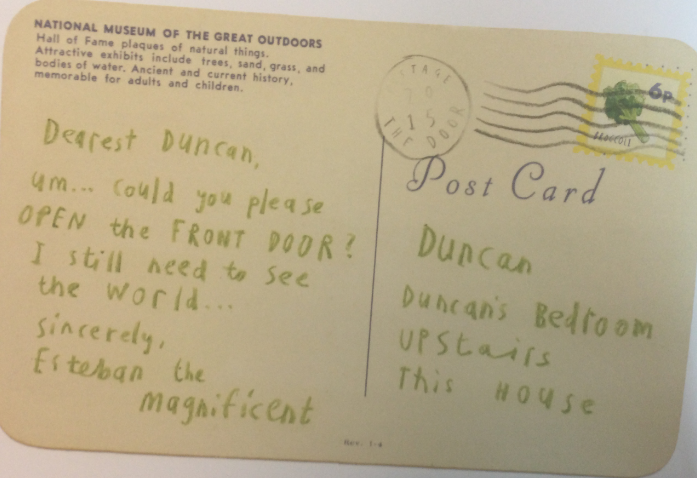 NATIONAL MUSEUM OF THE GREAT OUTDOORS
Hall of Fame plaques of natural things.
Attractive exhibits include trees, sand, grass, and
bodies of water. Ancient and current history,
memorable for adults and children.
Dearest Duncan,
um... could you please
OPEN the FRONT DOOR?
I still need to see
the world...
sincerely,
Esteban the
magnificent
TAGE
20
15
THE DOOR
6p
BROCCOLI
Post Card
Duncan
Duncan's Bedroom
UPStairs
This House